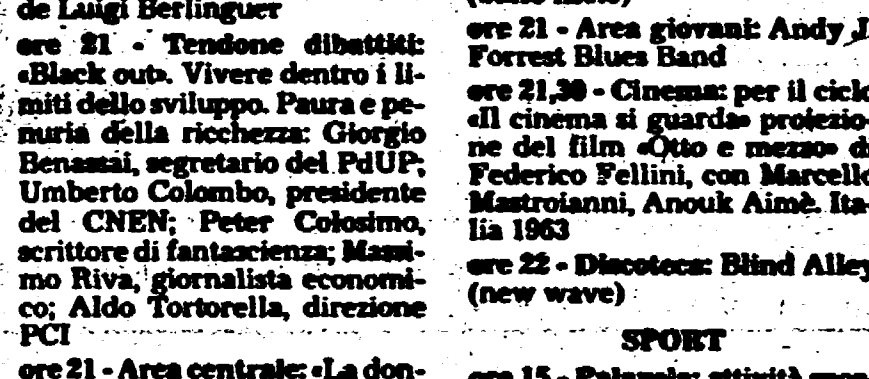 de Luigi Berlinguer
ore 21 - Tendone dibattiti:
«Black out». Vivere dentro i li-
miti dello sviluppo. Paura e pe-
nuria della ricchezza: Giorgio
Benassai, segretario del PdUP;
Umberto Colombo, presidente
del CNEN; Peter Colosimo,
scrittore di fantascienza; Massi-
mo Riva, giornalista economi-
co; Aldo Tortorella, direzione
PCI
ore 21 - Area centrale: «La don-
ore 21 - Area giovani: Andy J.
Forrest Blues Band
ore 21,30 - Cinema: per il ciclo
«Il cinema si guarda» proiezio-
ne del film «Otto e mezzo» di
Federico Fellini, con Marcello
Mastroianni, Anouk Aimè. Ita-
lia 1963
ore 22 - Discoteca: Blind Alley
(new wave)
SPORT
ore 15 - attività